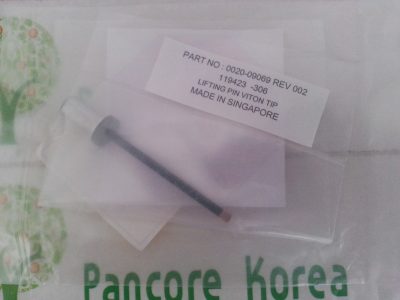 PART NO : 0020-09069 REV 002
119423 -306
LIFTING PIN VITON TIP
MADE IN SINGAPORE
Pancore Korea